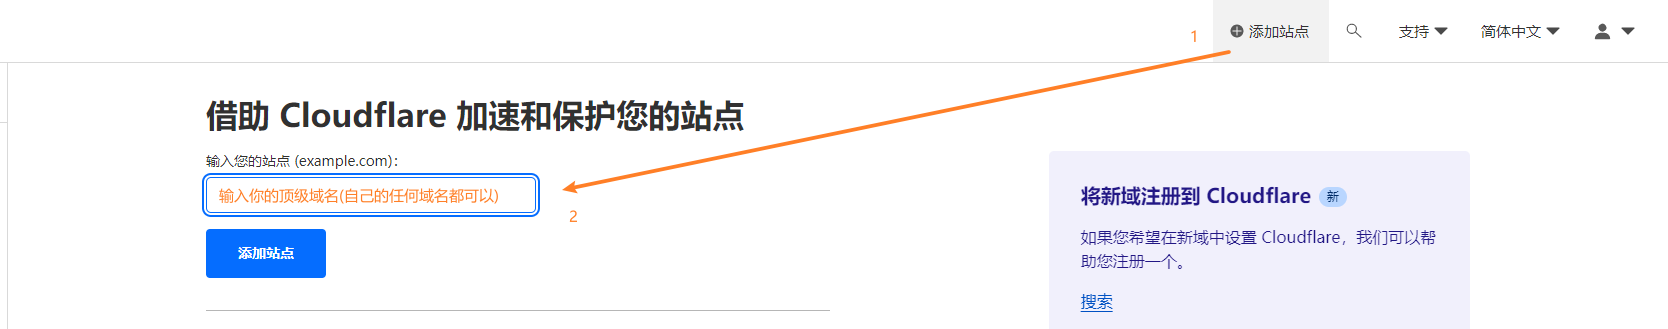 1
添加站点
支持
简体中文
借助 Cloudflare 加速和保护您的站点
输入您的站点 (example.com):
输入你的顶级域名(自己的任何域名都可以)
2
添加站点
将新域注册到 Cloudflare 新
如果您希望在新域中设置 Cloudflare，我们可以帮
助您注册一个。
搜索